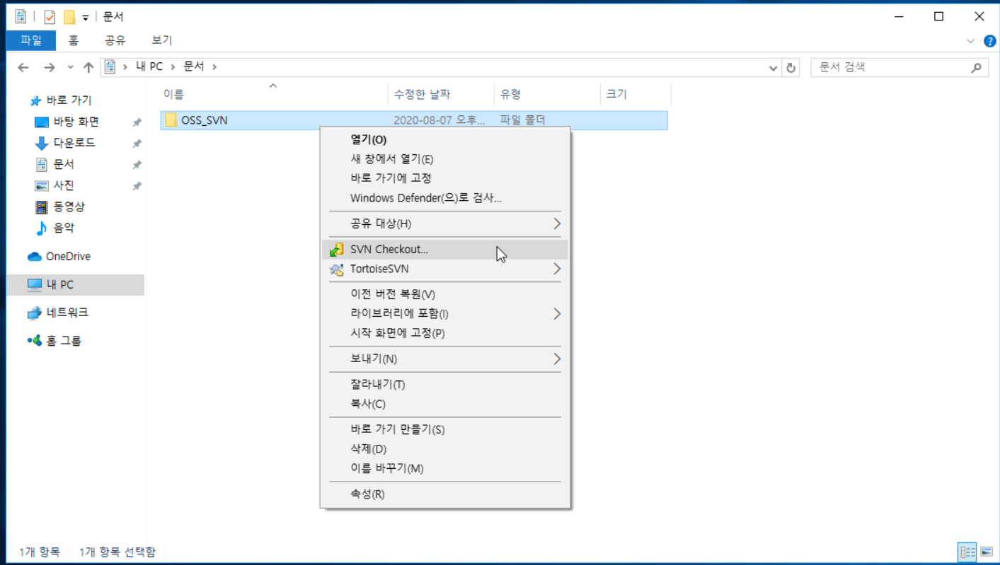 문서
파일 홈 공유 보기
내 PC 문서
문서 검색
이름 수정한 날짜 유형 크기
OSS_SVN 2020-08-07 오후... 파일 폴더
바로 가기
바탕 화면
다운로드
문서
사진
동영상
음악
OneDrive
내 PC
네트워크
홈 그룹
열기(O)
새 창에서 열기(E)
바로 가기에 고정
Windows Defender(으)로 검사...
공유 대상(H)
SVN Checkout...
TortoiseSVN
이전 버전 복원(V)
라이브러리에 포함(I)
시작 화면에 고정(P)
보내기(N)
잘라내기(T)
복사(C)
바로 가기 만들기(S)
삭제(D)
이름 바꾸기(M)
속성(R)
1개 항목 1개 항목 선택함